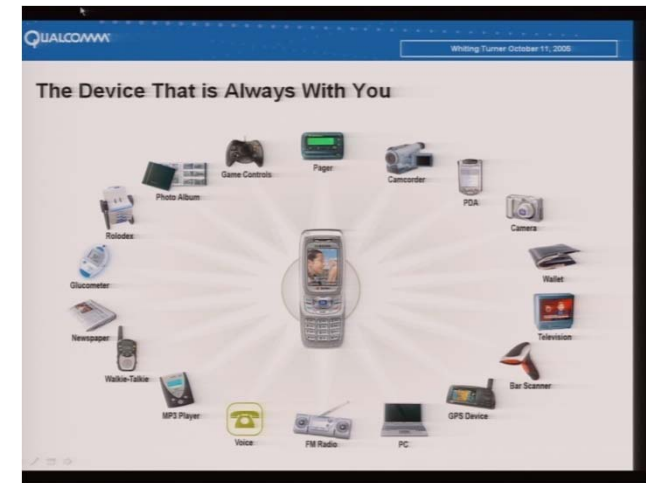 QUALCOMM
Whiting Turner October 11, 2005
The Device That is Always With You
Pager
Game Controls
Camcorder
Photo Album
PDA
Camera
Rolodex
Wallet
Glucometer
Television
Newspaper
Walkie-Talkie
Bar Scanner
MP3 Player
GPS Device
Voice
FM Radio
PC